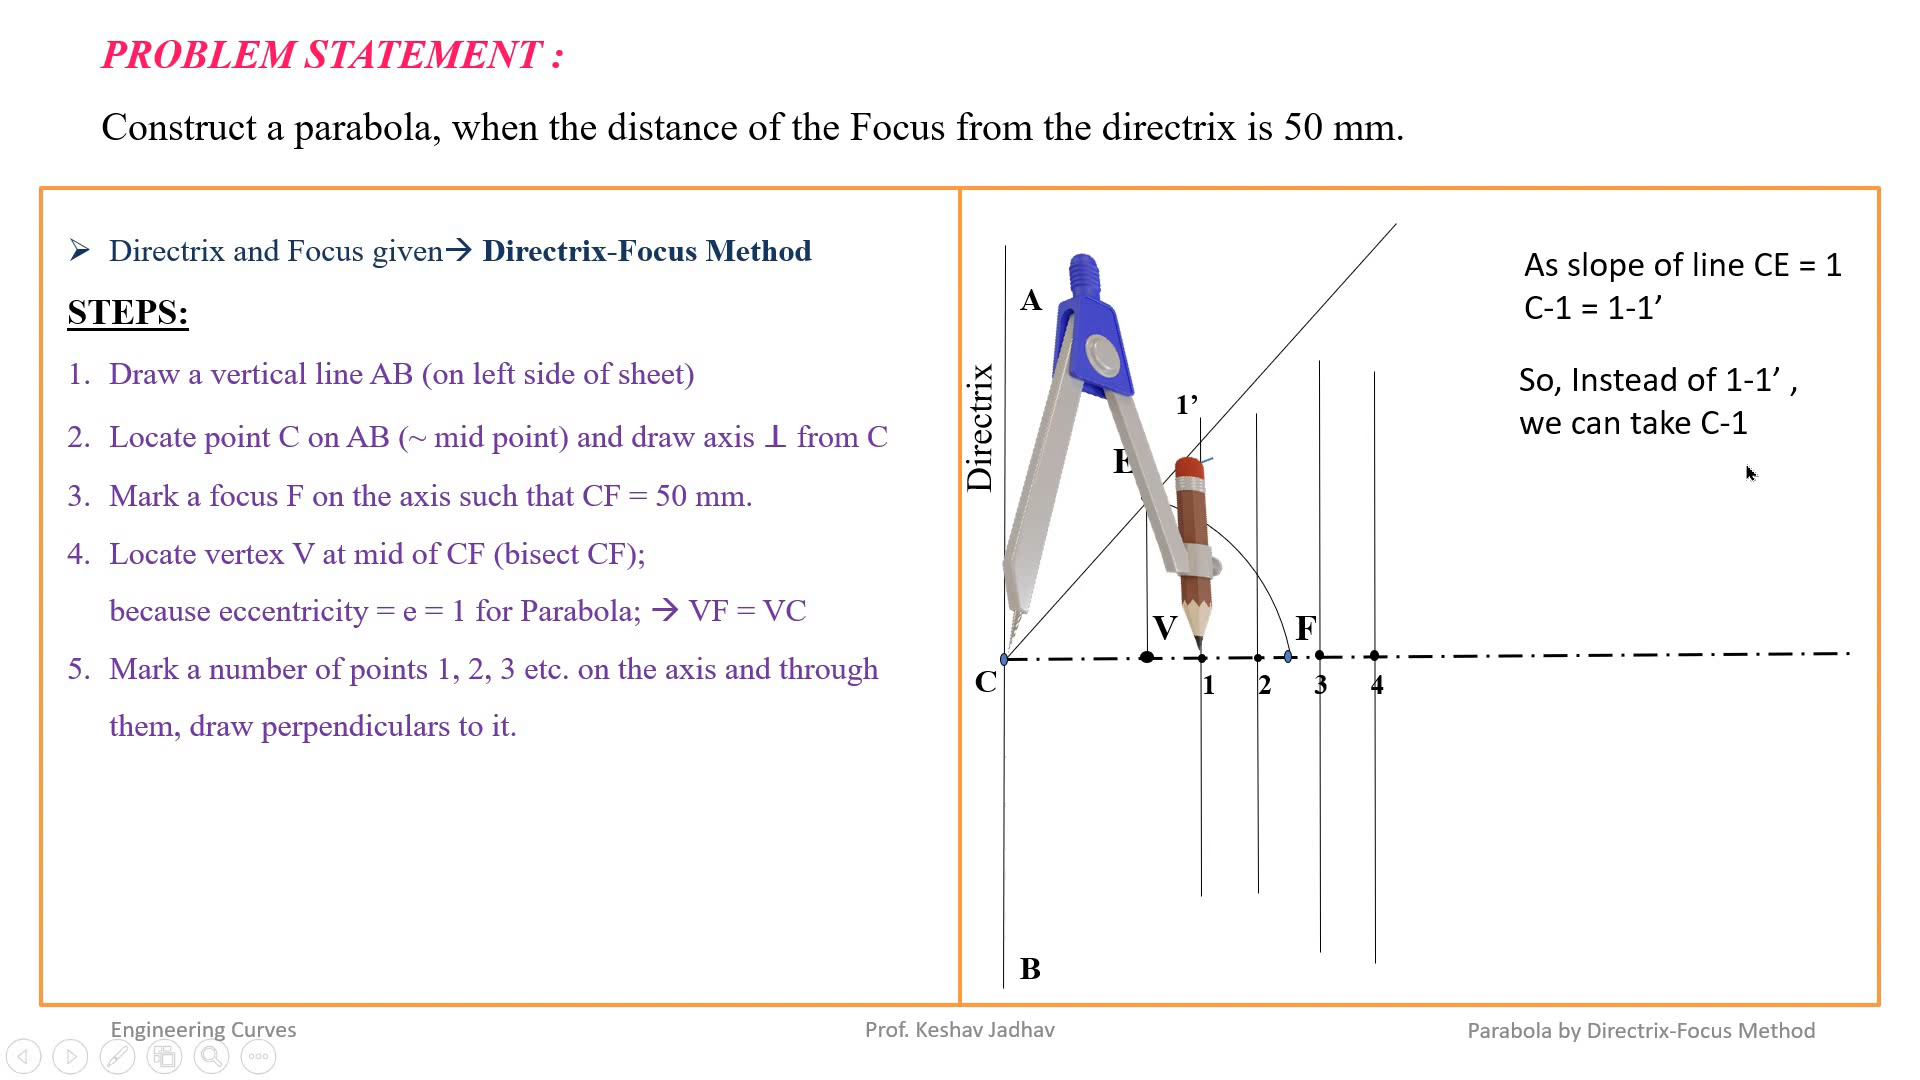 PROBLEM STATEMENT :
Construct a parabola, when the distance of the Focus from the directrix is 50 mm.
➢ Directrix and Focus given→ Directrix-Focus Method
STEPS:
1. Draw a vertical line AB (on left side of sheet)
2. Locate point C on AB (~ mid point) and draw axis ⊥ from C
3. Mark a focus F on the axis such that CF = 50 mm.
4. Locate vertex V at mid of CF (bisect CF);
because eccentricity = e = 1 for Parabola; → VF = VC
5. Mark a number of points 1, 2, 3 etc. on the axis and through
them, draw perpendiculars to it.
As slope of line CE = 1
C-1 = 1-1’
So, Instead of 1-1’ ,
we can take C-1
A
Directrix
1’
E
V
F
C
1
2
3
4
B
Engineering Curves
Prof. Keshav Jadhav
Parabola by Directrix-Focus Method